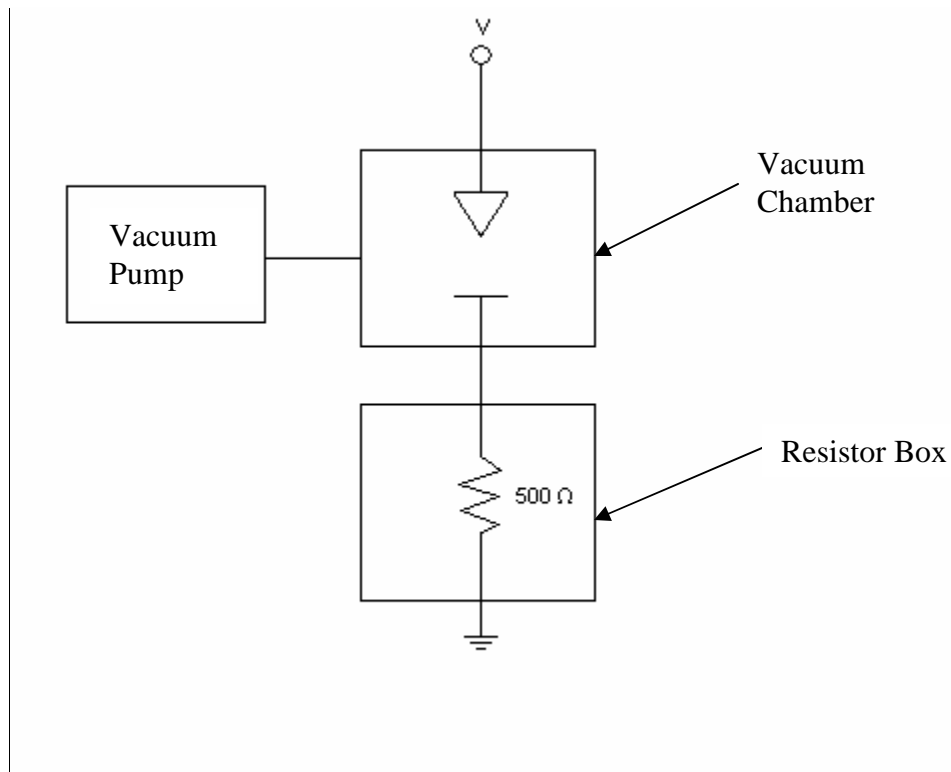 V
Vacuum
Chamber
Vacuum
Pump
Resistor Box
500 Ω